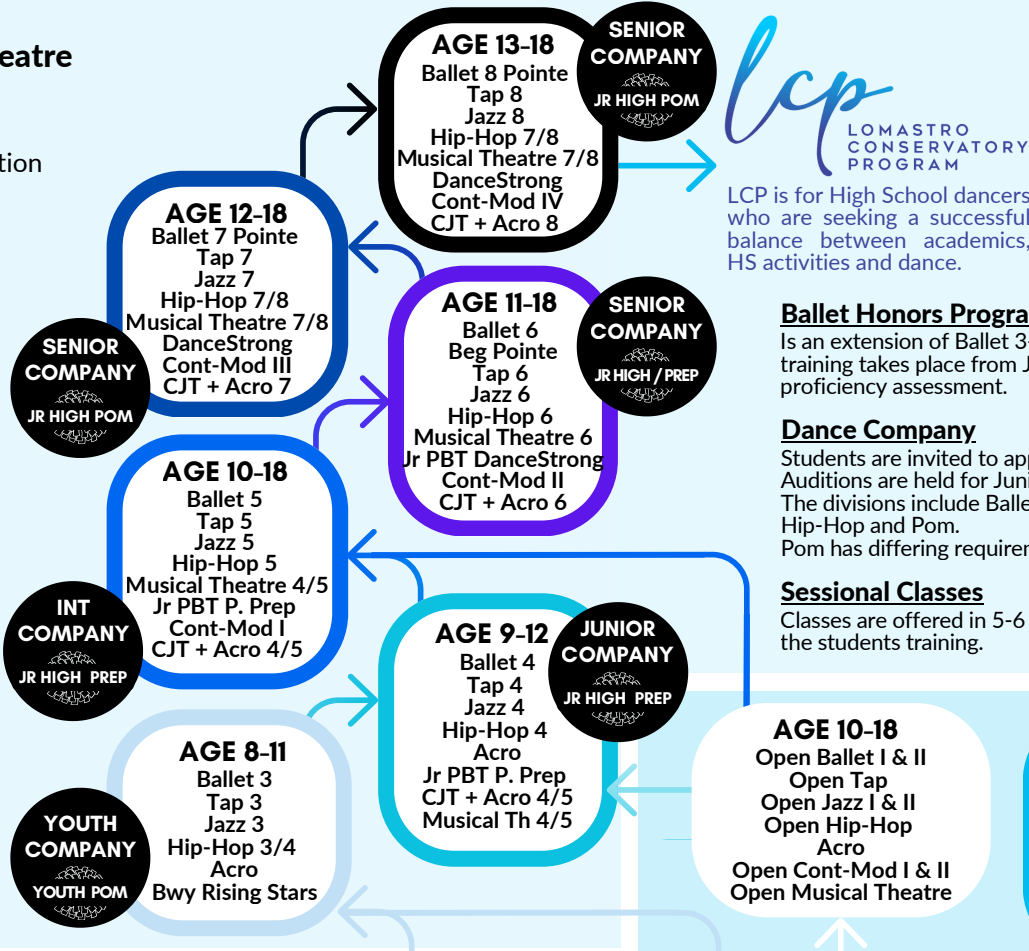 eatre
tion
AGE 13-18
Ballet 8 Pointe
Tap 8
Jazz 8
Hip-Hop 7/8
Musical Theatre 7/8
DanceStrong
Cont-Mod IV
CJT + Acro 8
SENIOR
COMPANY
JR HIGH POM
lcp
LOMASTRO
CONSERVATORY
PROGRAM
LCP is for High School dancers
who are seeking a successful
balance between academics,
HS activities and dance.
AGE 12-18
Ballet 7 Pointe
Tap 7
Jazz 7
Hip-Hop 7/8
Musical Theatre 7/8
DanceStrong
Cont-Mod III
CJT + Acro 7
SENIOR
COMPANY
JR HIGH POM
AGE 11-18
Ballet 6
Beg Pointe
Tap 6
Jazz 6
Hip-Hop 6
Musical Theatre 6
Jr PBT DanceStrong
Cont-Mod II
CJT + Acro 6
SENIOR
COMPANY
JR HIGH / PREP
Ballet Honors Progra
Is an extension of Ballet 3-
training takes place from J
proficiency assessment.
Dance Company
Students are invited to app
Auditions are held for Juni
The divisions include Balle
Hip-Hop and Pom.
Pom has differing requirem
Sessional Classes
Classes are offered in 5-6
the students training.
AGE 10-18
Ballet 5
Tap 5
Jazz 5
Hip-Hop 5
Musical Theatre 4/5
Jr PBT P. Prep
Cont-Mod I
CJT + Acro 4/5
INT
COMPANY
JR HIGH PREP
AGE 9-12
Ballet 4
Tap 4
Jazz 4
Hip-Hop 4
Acro
Jr PBT P. Prep
CJT + Acro 4/5
Musical Th 4/5
JUNIOR
COMPANY
JR HIGH PREP
AGE 8-11
Ballet 3
Tap 3
Jazz 3
Hip-Hop 3/4
Acro
Bwy Rising Stars
YOUTH
COMPANY
YOUTH POM
AGE 10-18
Open Ballet I & II
Open Tap
Open Jazz I & II
Open Hip-Hop
Acro
Open Cont-Mod I & II
Open Musical Theatre